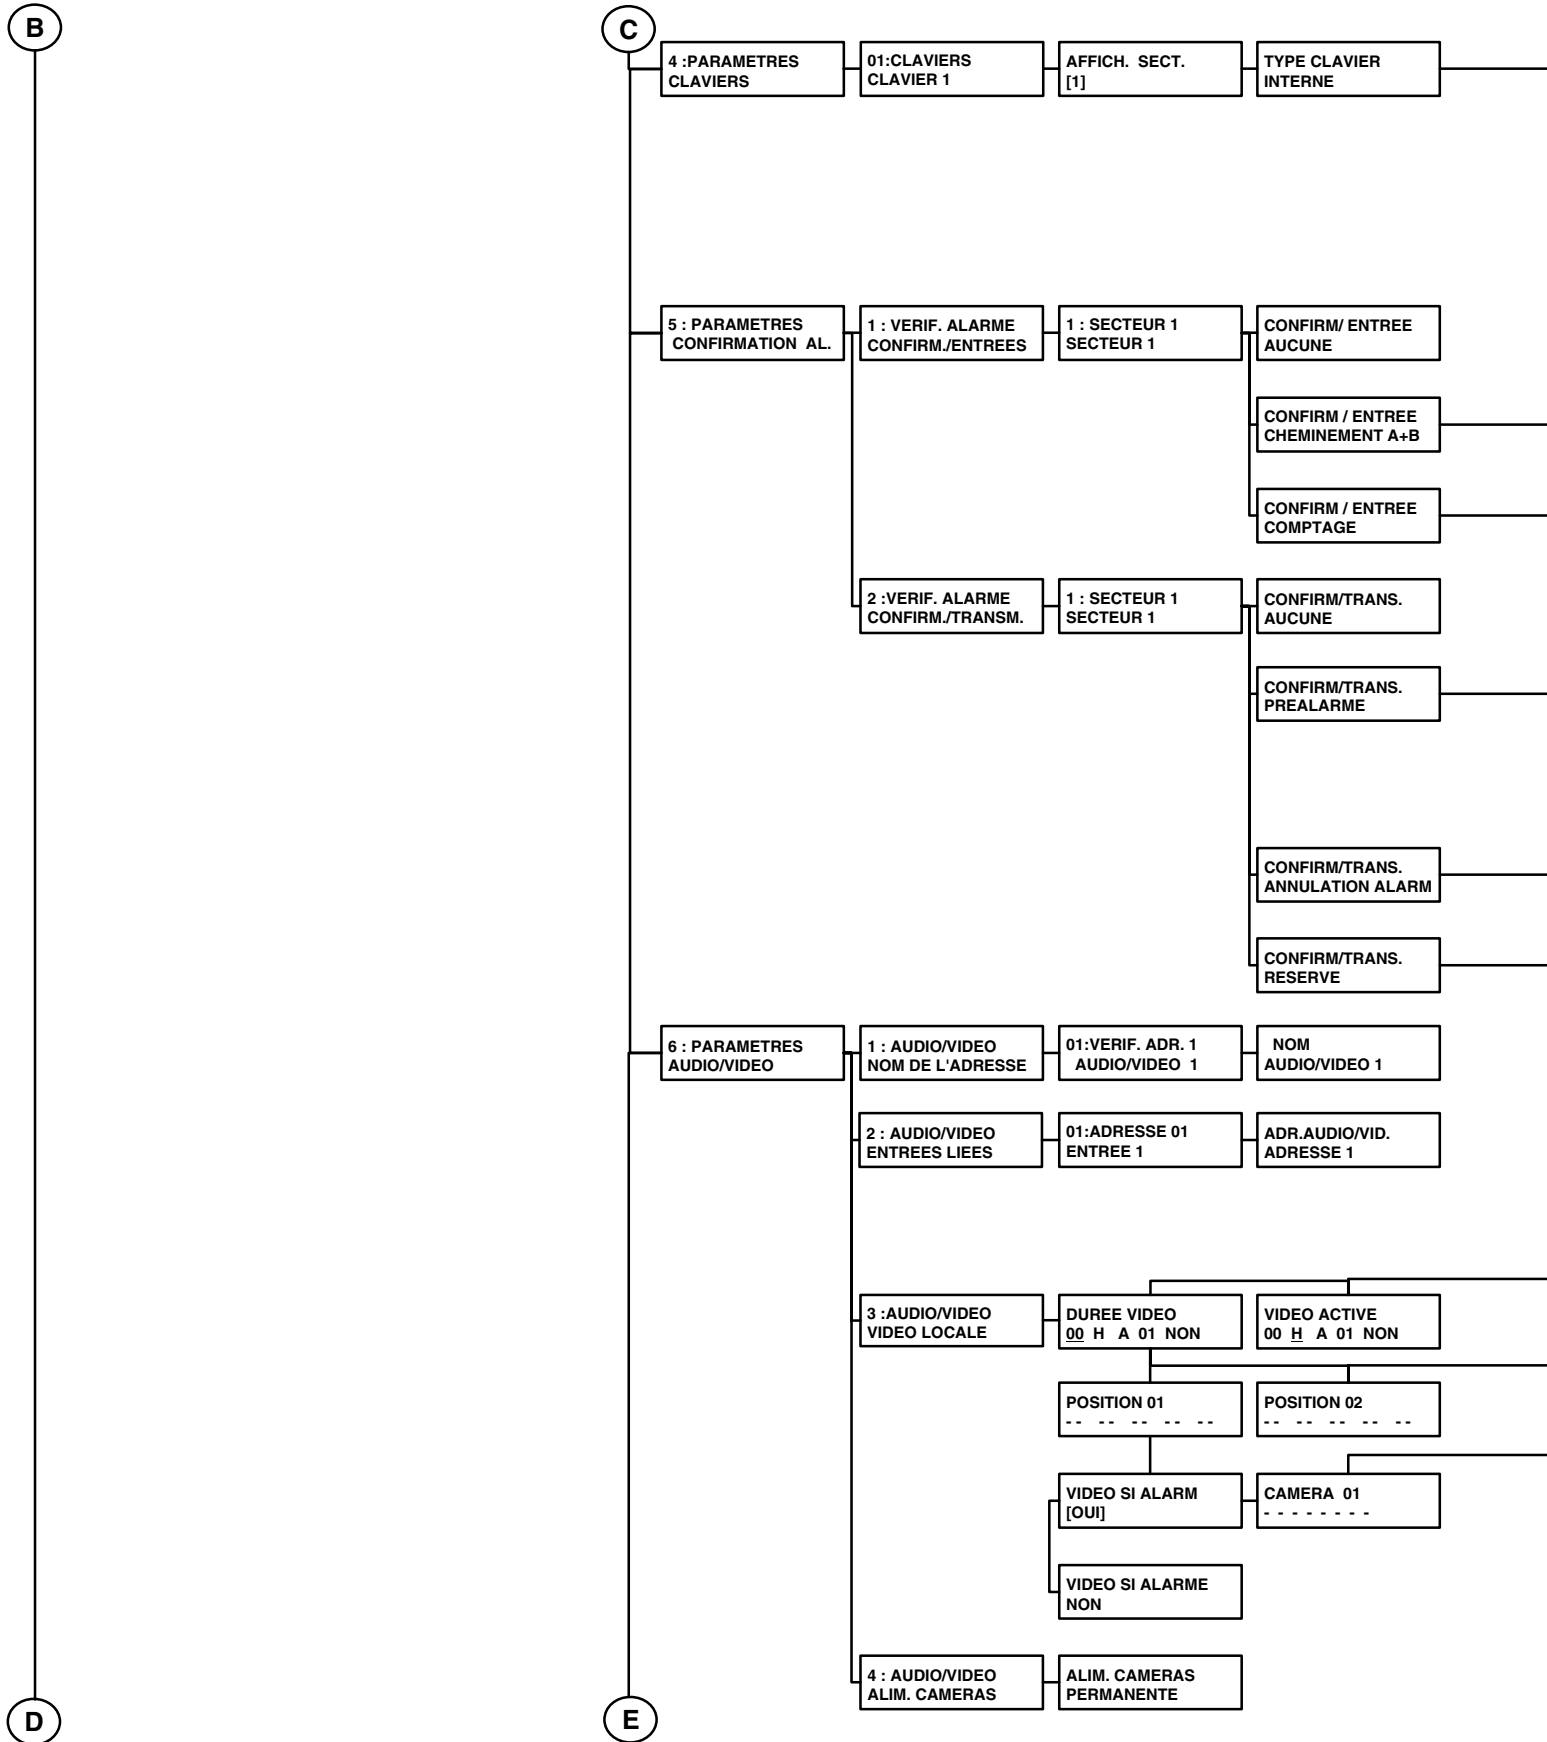 B
C
4 :PARAMETRES
CLAVIERS
01:CLAVIERS
CLAVIER 1
AFFICH. SECT.
[1]
TYPE CLAVIER
INTERNE
5 : PARAMETRES
CONFIRMATION AL.
1 : VERIF. ALARME
CONFIRM./ENTREES
1 : SECTEUR 1
SECTEUR 1
CONFIRM/ ENTREE
AUCUNE
CONFIRM / ENTREE
CHEMINEMENT A+B
CONFIRM / ENTREE
COMPTAGE
2 :VERIF. ALARME
CONFIRM./TRANSM.
1 : SECTEUR 1
SECTEUR 1
CONFIRM/TRANS.
AUCUNE
CONFIRM/TRANS.
PREALARME
CONFIRM/TRANS.
ANNULATION ALARM
CONFIRM/TRANS.
RESERVE
6 : PARAMETRES
AUDIO/VIDEO
1 : AUDIO/VIDEO
NOM DE L'ADRESSE
01:VERIF. ADR. 1
AUDIO/VIDEO 1
NOM
AUDIO/VIDEO 1
2 : AUDIO/VIDEO
ENTREES LIEES
01:ADRESSE 01
ENTREE 1
ADR.AUDIO/VID.
ADRESSE 1
3 :AUDIO/VIDEO
VIDEO LOCALE
DUREE VIDEO
00 H A 01 NON
VIDEO ACTIVE
00 H A 01 NON
POSITION 01
-- -- -- -- --
POSITION 02
-- -- -- -- --
VIDEO SI ALARM
[OUI]
CAMERA 01
- - - - - - - -
VIDEO SI ALARME
NON
4 : AUDIO/VIDEO
ALIM. CAMERAS
ALIM. CAMERAS
PERMANENTE
D
E